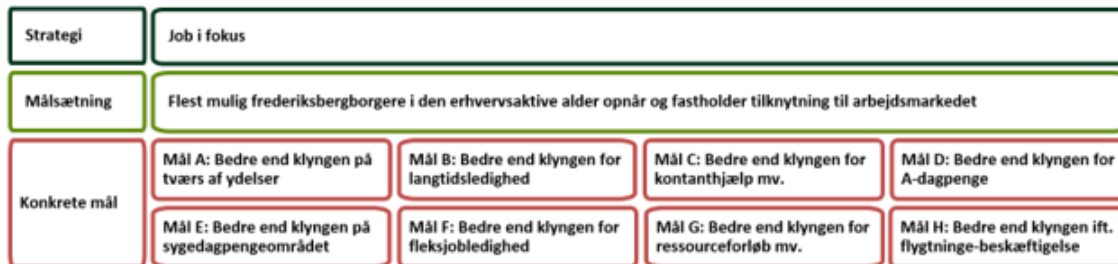 Strategi
Job i fokus
Målsætning
Flest mulig frederiksbergborgere i den erhvervsaktive alder opnår og fastholder tilknytning til arbejdsmarkedet
Konkrete mål
Mål A: Bedre end klyngen på
tværs af ydelser
Mål B: Bedre end klyngen for
langtidsledighed
Mål C: Bedre end klyngen for
kontanthjælp mv.
Mål D: Bedre end klyngen for
A-dagpenge
Mål E: Bedre end klyngen på
sygedagpengeområdet
Mål F: Bedre end klyngen for
fleksjobledighed
Mål G: Bedre end klyngen for
ressourceforløb mv.
Mål H: Bedre end klyngen ift.
flygtninge-beskæftigelse